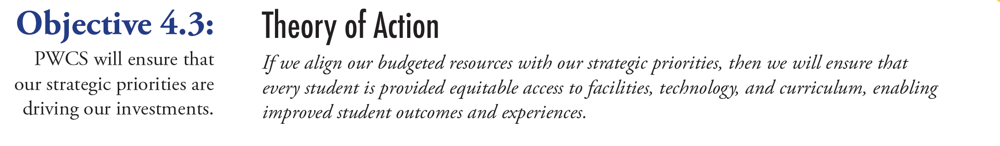 Objective 4.3:
PWCS will ensure that
our strategic priorities are
driving our investments.
Theory of Action
If we align our budgeted resources with our strategic priorities, then we will ensure that
every student is provided equitable access to facilities, technology, and curriculum, enabling
improved student outcomes and experiences.